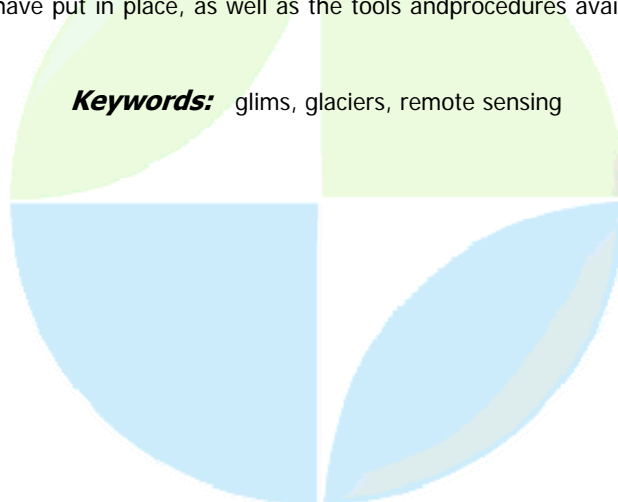 have put in place, as well as the tools andprocedures avai
Keywords: glims, glaciers, remote sensing